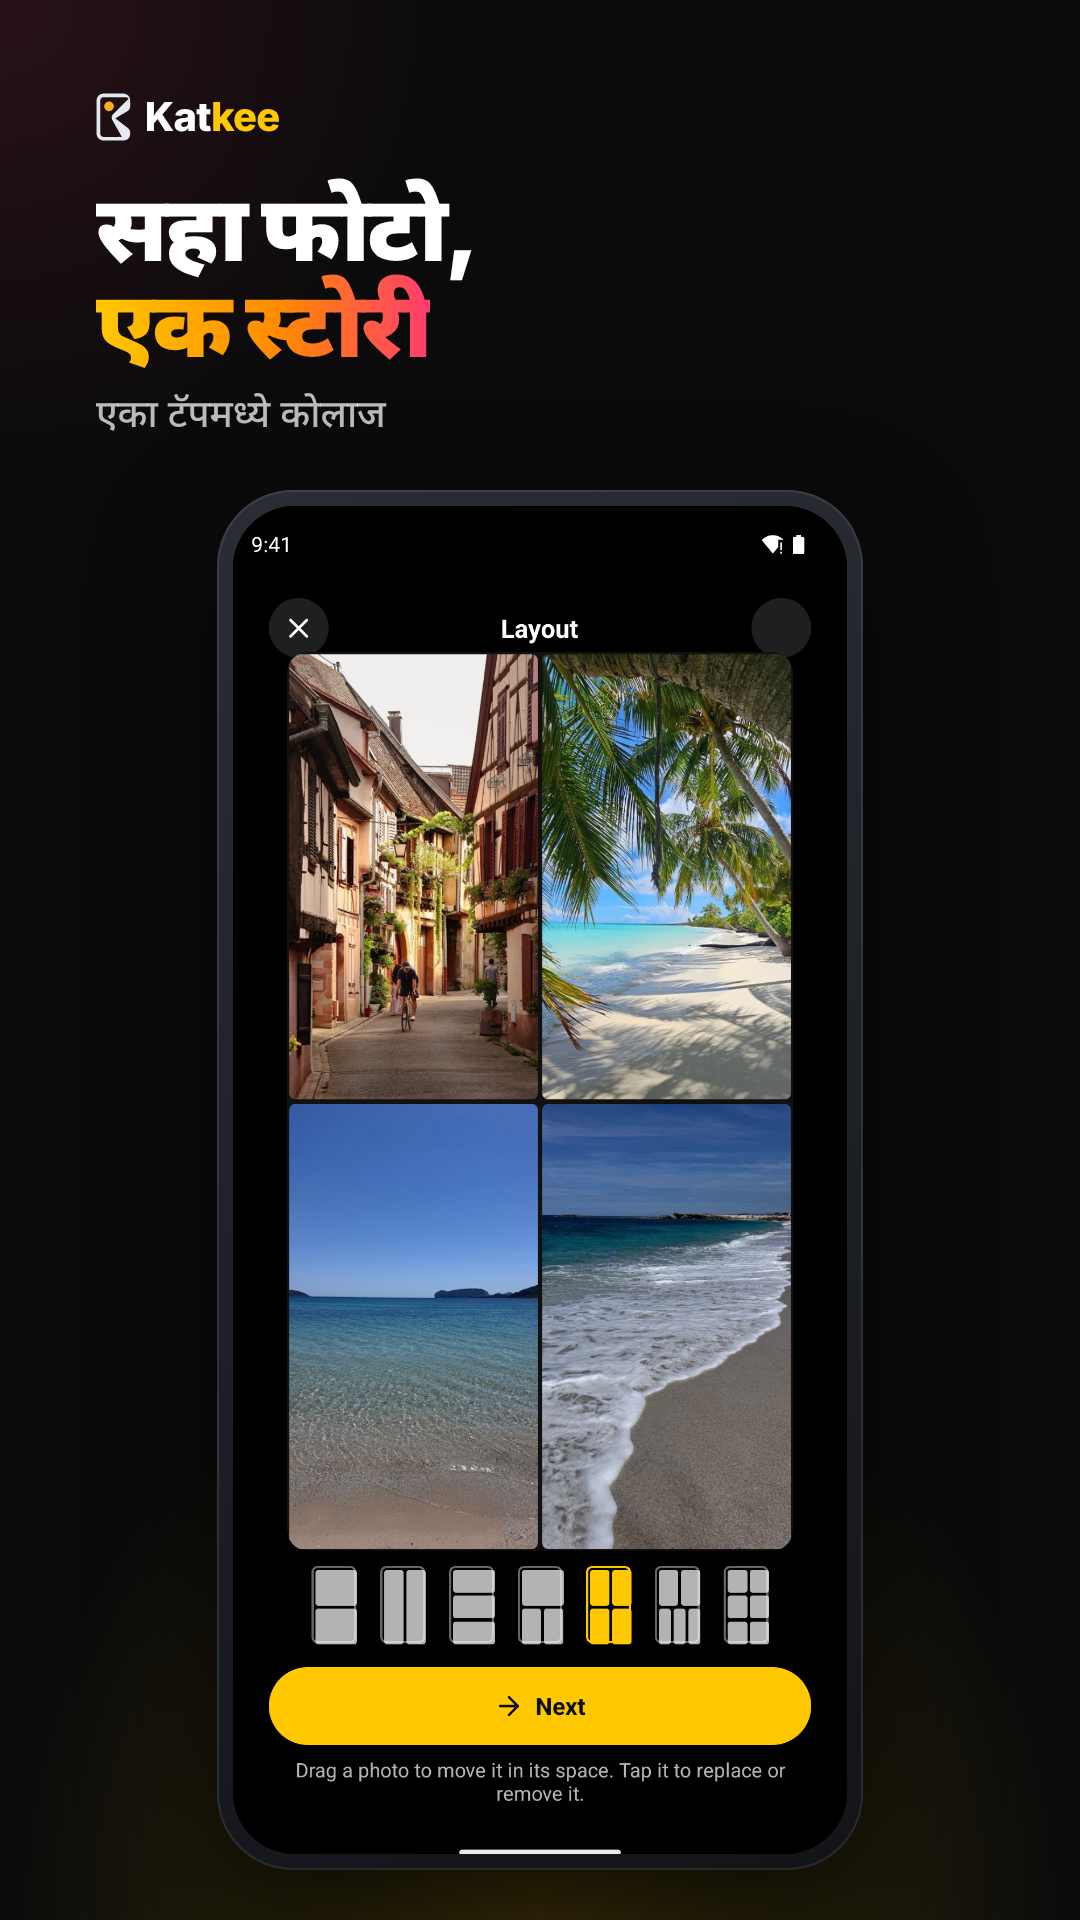 Katkee
सहा फोटो,
एक स्टोरी
एका टॅपमध्ये कोलाज
9:41
Layout
Next
Drag a photo to move it in its space. Tap it to replace or
remove it.